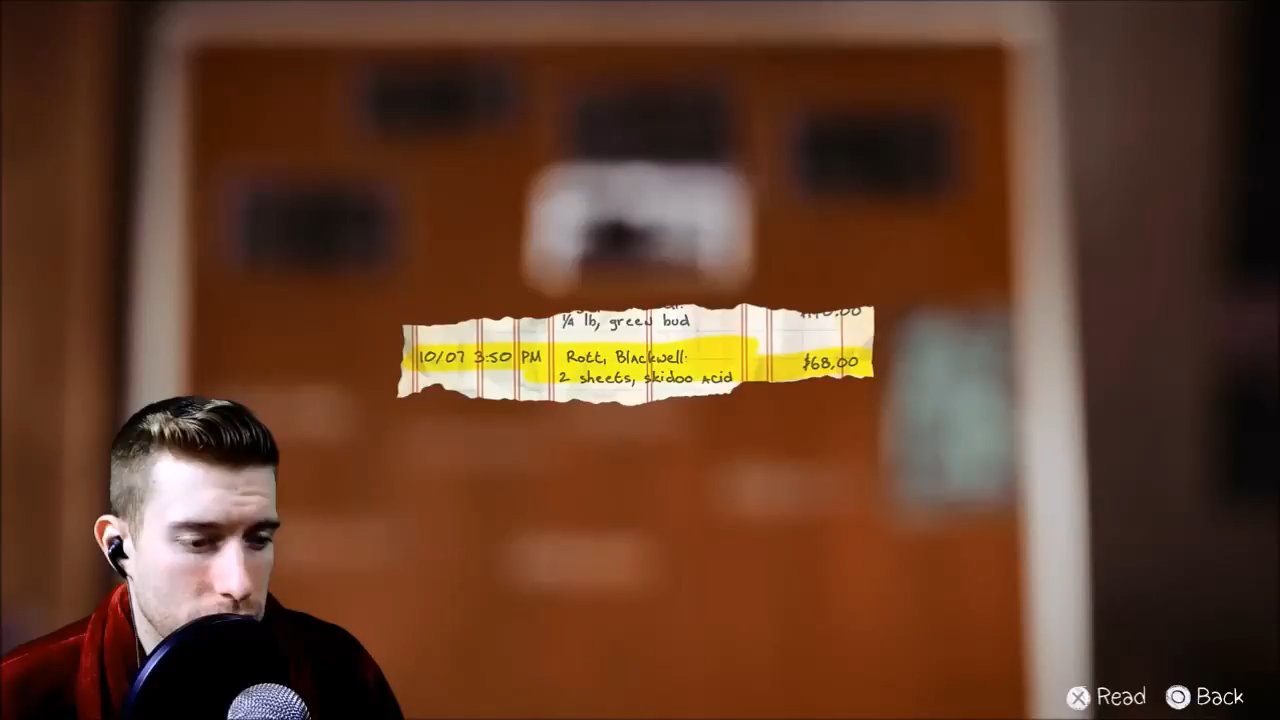 ¼ lb, green bud
10/07 3:50 PM Rott, Blackwell: $68.00
2 sheets, skidoo Acid
Read Back